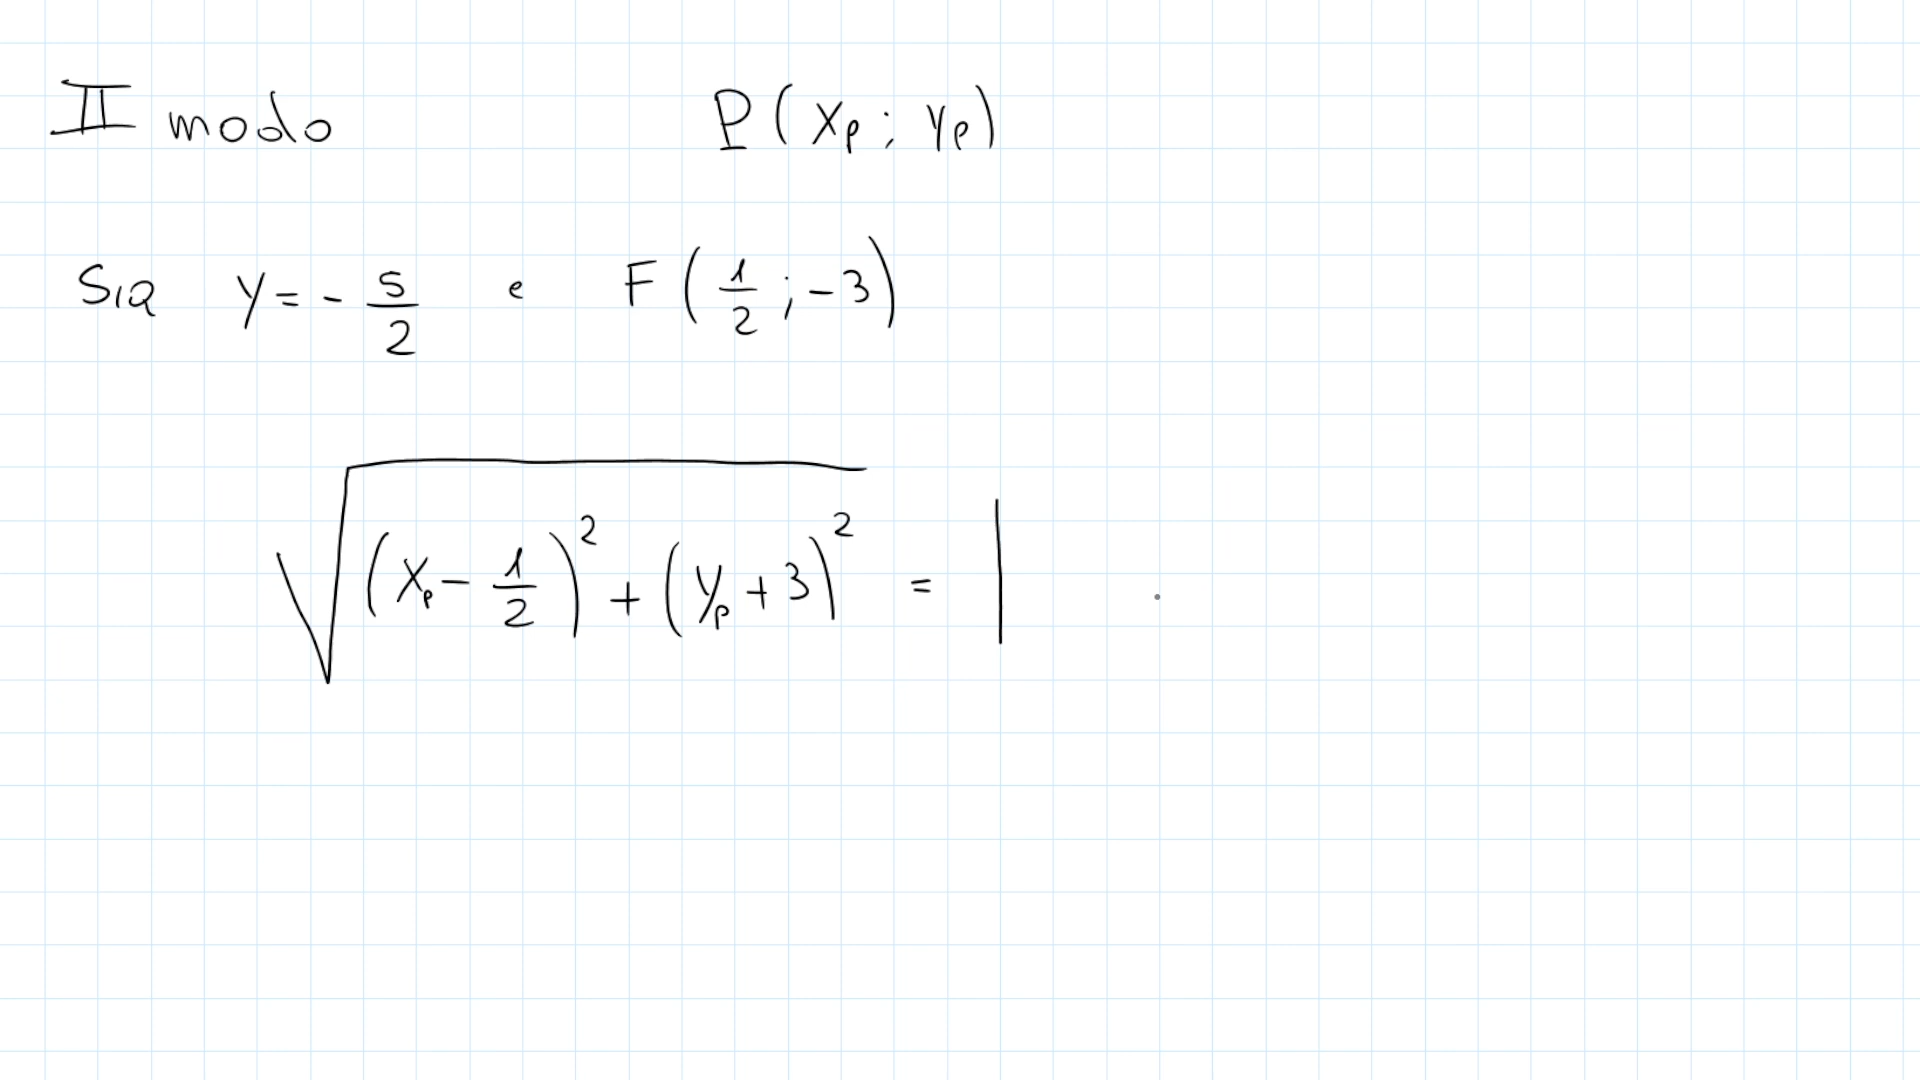 II modo P(xₚ; yₚ)
Sia y = - 5/2 e F(1/2; -3)
√((xₚ - 1/2)² + (yₚ + 3)²) = |